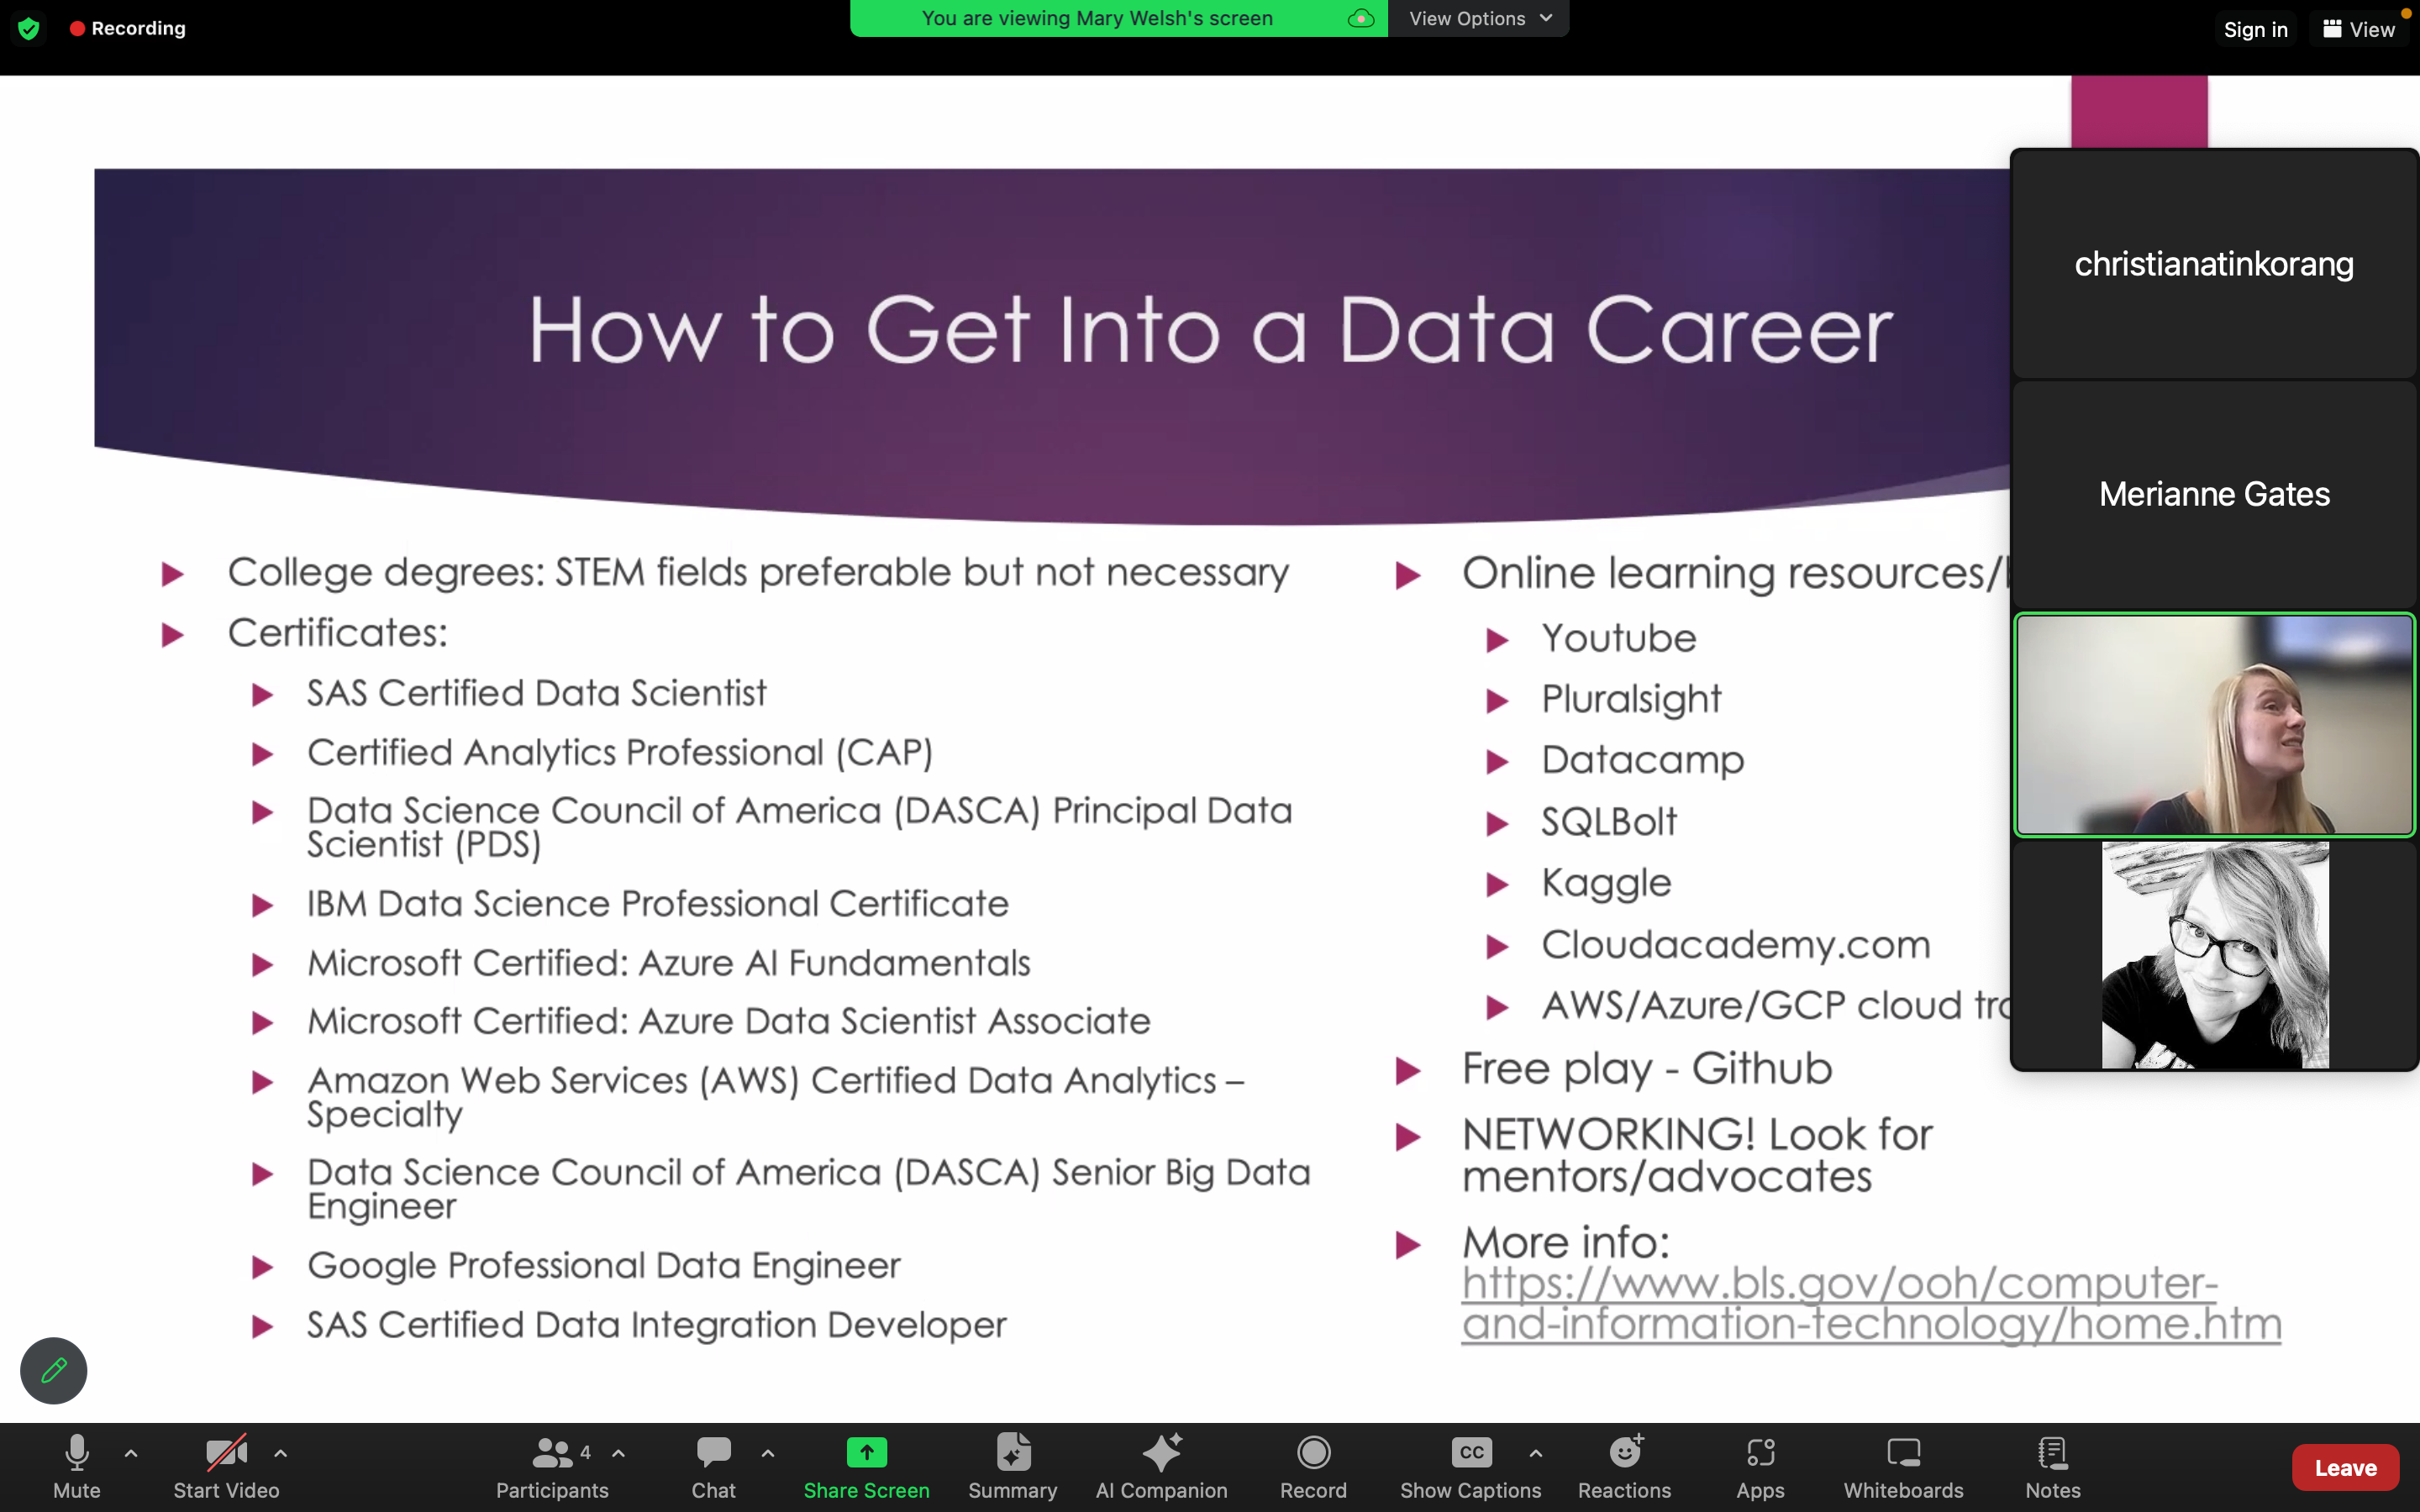 Recording
You are viewing Mary Welsh's screen
View Options
Sign in
View
How to Get Into a Data Career
College degrees: STEM fields preferable but not necessary
Certificates:
SAS Certified Data Scientist
Certified Analytics Professional (CAP)
Data Science Council of America (DASCA) Principal Data
Scientist (PDS)
IBM Data Science Professional Certificate
Microsoft Certified: Azure AI Fundamentals
Microsoft Certified: Azure Data Scientist Associate
Amazon Web Services (AWS) Certified Data Analytics –
Specialty
Data Science Council of America (DASCA) Senior Big Data
Engineer
Google Professional Data Engineer
SAS Certified Data Integration Developer
Online learning resources/
Youtube
Pluralsight
Datacamp
SQLBolt
Kaggle
Cloudacademy.com
AWS/Azure/GCP cloud
Free play - Github
NETWORKING! Look for
mentors/advocates
More info:
https://www.bls.gov/ooh/computer-
and-information-technology/home.htm
christianatinkorang
Merianne Gates
Mute
Start Video
4
Participants
Chat
Share Screen
Summary
AI Companion
Record
CC
Show Captions
Reactions
Apps
Whiteboards
Notes
Leave